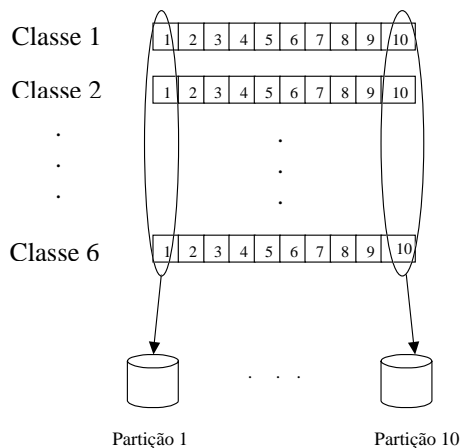 Classe 1
1 2 3 4 5 6 7 8 9 10
Classe 2
1 2 3 4 5 6 7 8 9 10
. .
. .
. .
Classe 6
1 2 3 4 5 6 7 8 9 10
. . .
Partição 1 Partição 10